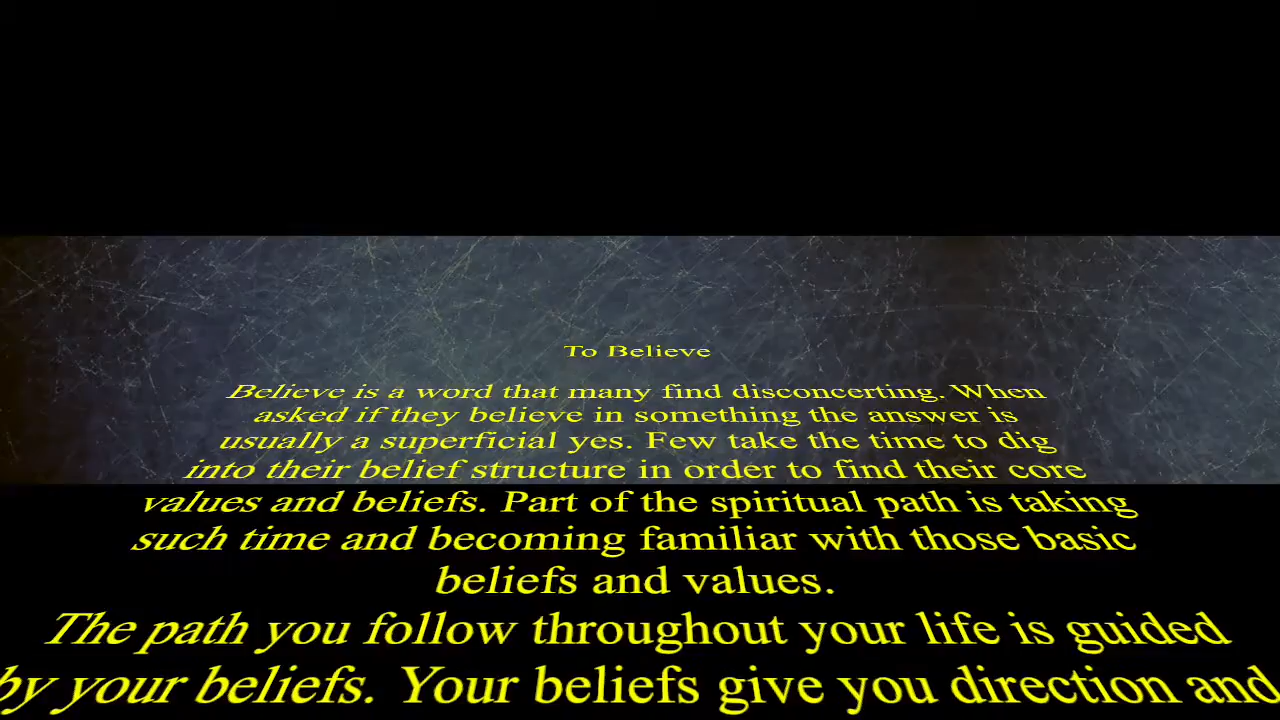 To Believe
Believe is a word that many find disconcerting. When
asked if they believe in something the answer is
usually a superficial yes. Few take the time to dig
into their belief structure in order to find their core
values and beliefs. Part of the spiritual path is taking
such time and becoming familiar with those basic
beliefs and values.
The path you follow throughout your life is guided
by your beliefs. Your beliefs give you direction and